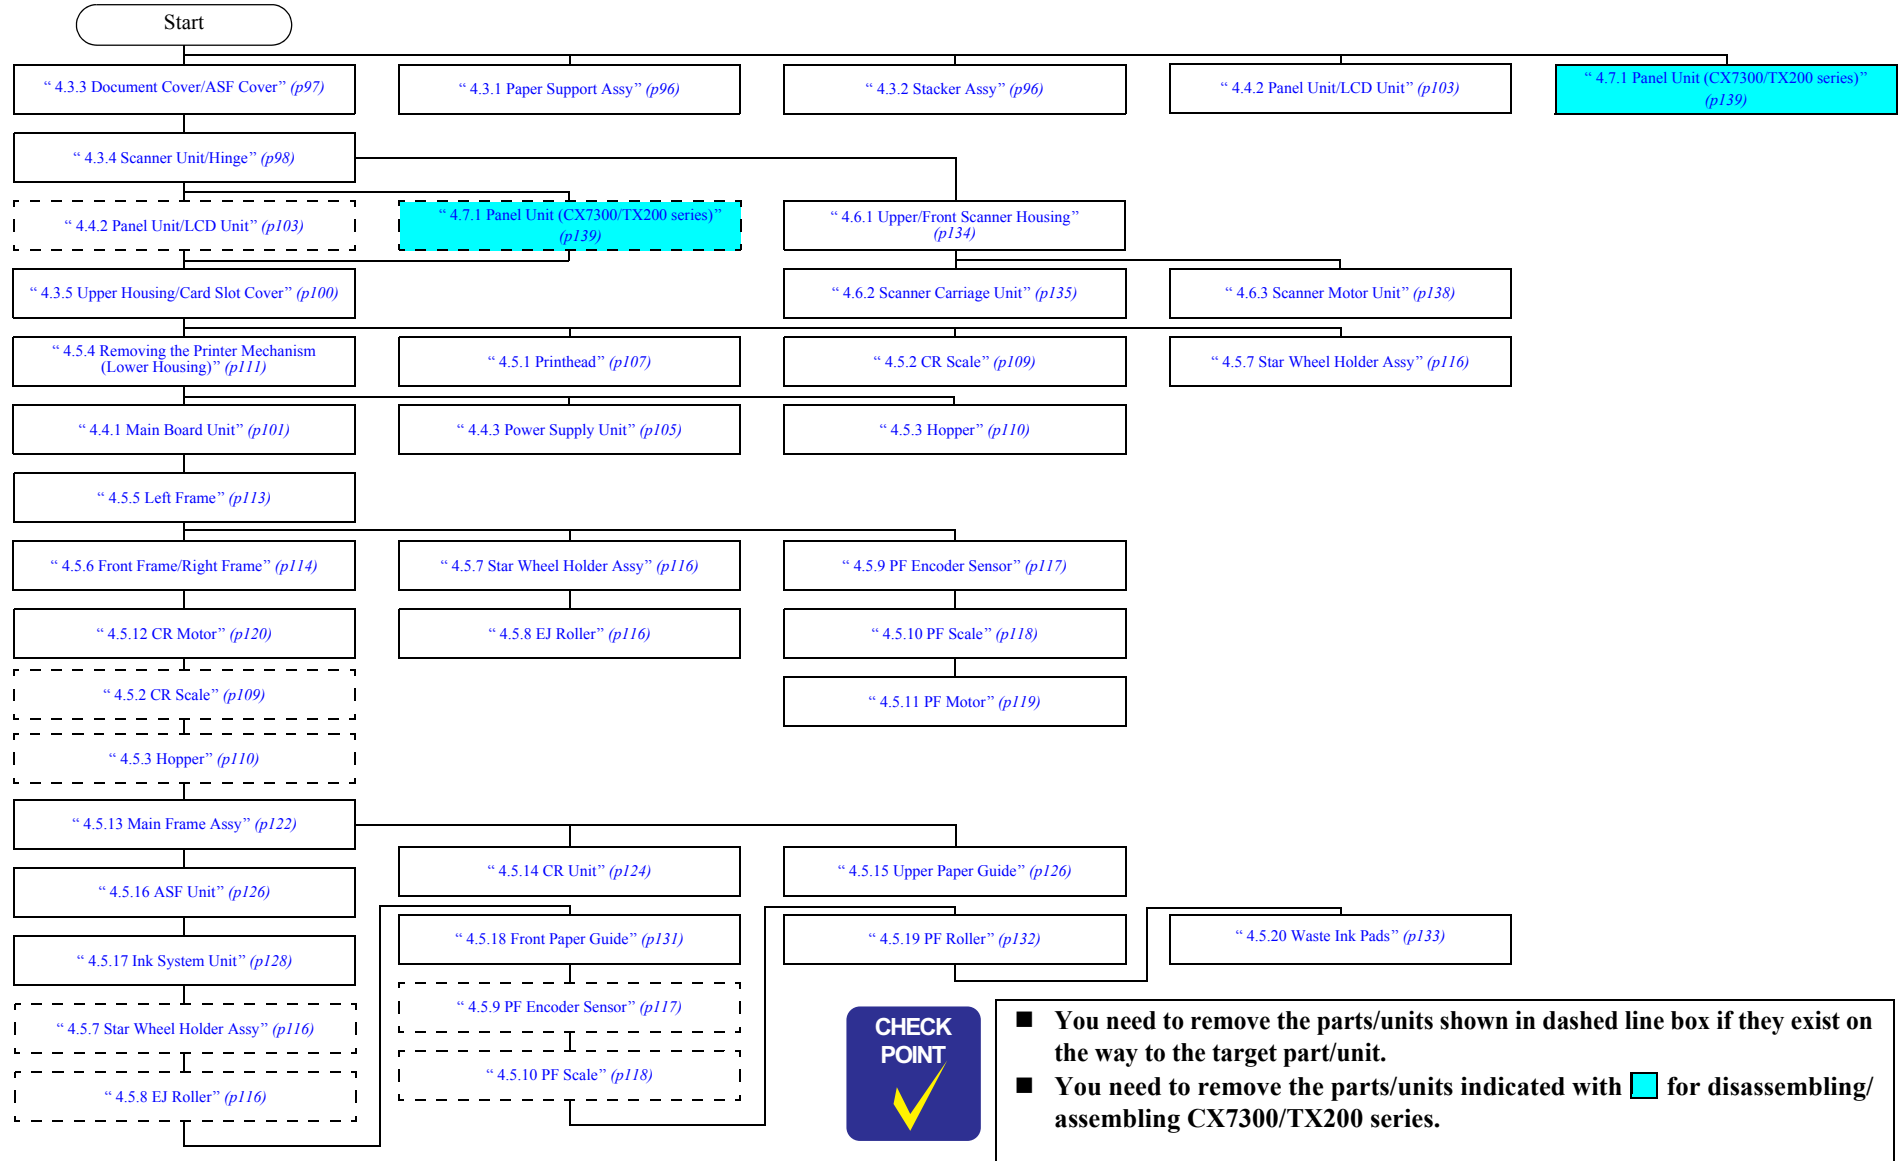 Start
“ 4.3.3 Document Cover/ASF Cover” (p97)
“ 4.3.1 Paper Support Assy” (p96)
“ 4.3.2 Stacker Assy” (p96)
“ 4.4.2 Panel Unit/LCD Unit” (p103)
“ 4.7.1 Panel Unit (CX7300/TX200 series)”
(p139)
“ 4.3.4 Scanner Unit/Hinge” (p98)
“ 4.4.2 Panel Unit/LCD Unit” (p103)
“ 4.7.1 Panel Unit (CX7300/TX200 series)”
(p139)
“ 4.6.1 Upper/Front Scanner Housing”
(p134)
“ 4.3.5 Upper Housing/Card Slot Cover” (p100)
“ 4.6.2 Scanner Carriage Unit” (p135)
“ 4.6.3 Scanner Motor Unit” (p138)
“ 4.5.4 Removing the Printer Mechanism
(Lower Housing)” (p111)
“ 4.5.1 Printhead” (p107)
“ 4.5.2 CR Scale” (p109)
“ 4.5.7 Star Wheel Holder Assy” (p116)
“ 4.4.1 Main Board Unit” (p101)
“ 4.4.3 Power Supply Unit” (p105)
“ 4.5.3 Hopper” (p110)
“ 4.5.5 Left Frame” (p113)
“ 4.5.6 Front Frame/Right Frame” (p114)
“ 4.5.7 Star Wheel Holder Assy” (p116)
“ 4.5.9 PF Encoder Sensor” (p117)
“ 4.5.12 CR Motor” (p120)
“ 4.5.8 EJ Roller” (p116)
“ 4.5.10 PF Scale” (p118)
“ 4.5.2 CR Scale” (p109)
“ 4.5.11 PF Motor” (p119)
“ 4.5.3 Hopper” (p110)
“ 4.5.13 Main Frame Assy” (p122)
“ 4.5.14 CR Unit” (p124)
“ 4.5.15 Upper Paper Guide” (p126)
“ 4.5.16 ASF Unit” (p126)
“ 4.5.18 Front Paper Guide” (p131)
“ 4.5.19 PF Roller” (p132)
“ 4.5.20 Waste Ink Pads” (p133)
“ 4.5.17 Ink System Unit” (p128)
“ 4.5.9 PF Encoder Sensor” (p117)
“ 4.5.7 Star Wheel Holder Assy” (p116)
“ 4.5.10 PF Scale” (p118)
“ 4.5.8 EJ Roller” (p116)
CHECK
POINT
■ You need to remove the parts/units shown in dashed line box if they exist on
the way to the target part/unit.
■ You need to remove the parts/units indicated with for disassembling/
assembling CX7300/TX200 series.